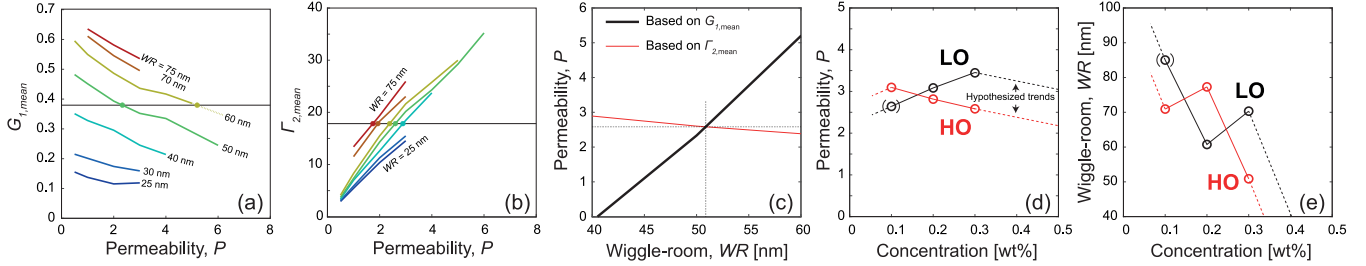 0.7
0.6
0.5
0.4
0.3
0.2
0.1
0
G1,mean
WR = 75 nm
70 nm
60 nm
50 nm
40 nm
30 nm
25 nm
(a)
0 2 4 6 8
Permeability, P
40
30
20
10
0
Γ2,mean
WR = 75 nm
WR = 25 nm
(b)
0 2 4 6 8
Permeability, P
6
5
4
3
2
1
0
Permeability, P
Based on G1,mean
Based on Γ2,mean
(c)
40 45 50 55 60
Wiggle-room, WR [nm]
5
4
3
2
1
0
Permeability, P
LO
Hypothesized trends
HO
(d)
0.1 0.2 0.3 0.4 0.5
Concentration [wt%]
100
90
80
70
60
50
40
Wiggle-room, WR [nm]
LO
HO
(e)
0 0.1 0.2 0.3 0.4 0.5
Concentration [wt%]